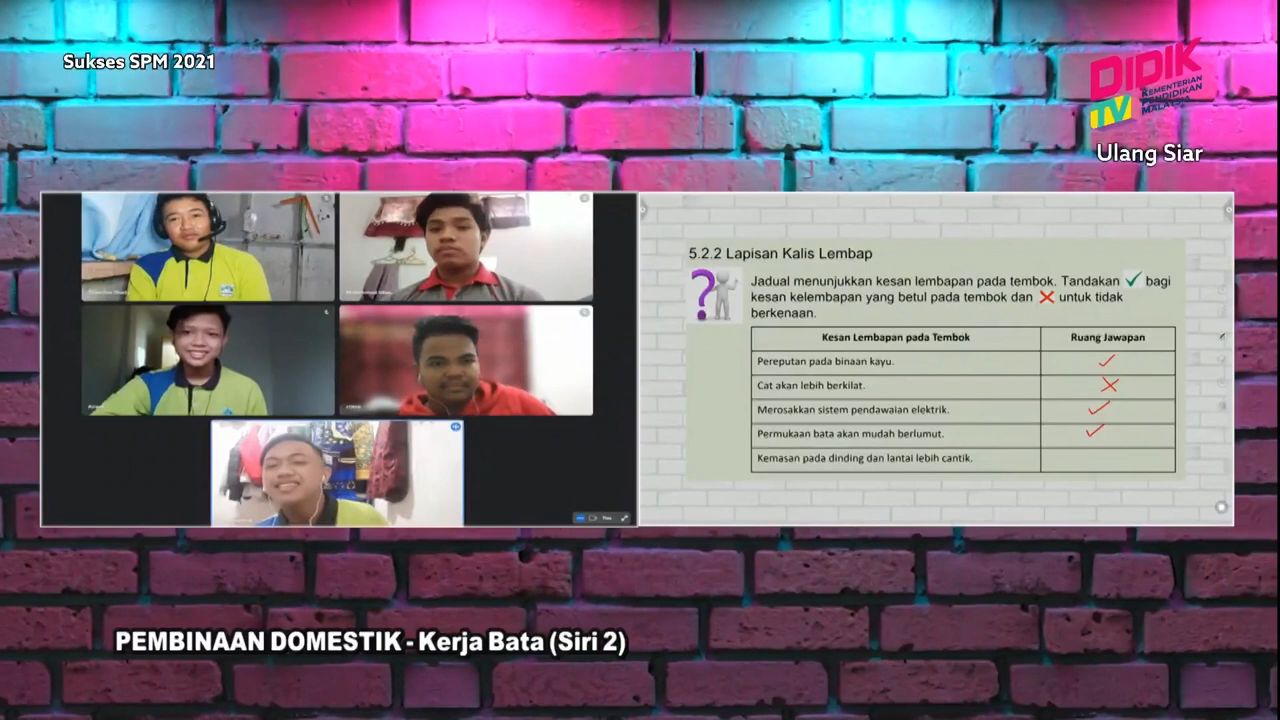 Sukses SPM 2021
DIDIK
TV
KEMENTERIAN
PENDIDIKAN
MALAYSIA
Ulang Siar
5.2.2 Lapisan Kalis Lembap
Jadual menunjukkan kesan lembapan pada tembok. Tandakan ✓ bagi
kesan kelembapan yang betul pada tembok dan ✗ untuk tidak
berkenaan.
Kesan Lembapan pada Tembok Ruang Jawapan
Pereputan pada binaan kayu. ✓
Cat akan lebih berkilat. ✗
Merosakkan sistem pendawaian elektrik. ✓
Permukaan bata akan mudah berlumut. ✓
Kemasan pada dinding dan lantai lebih cantik.
PEMBINAAN DOMESTIK - Kerja Bata (Siri 2)